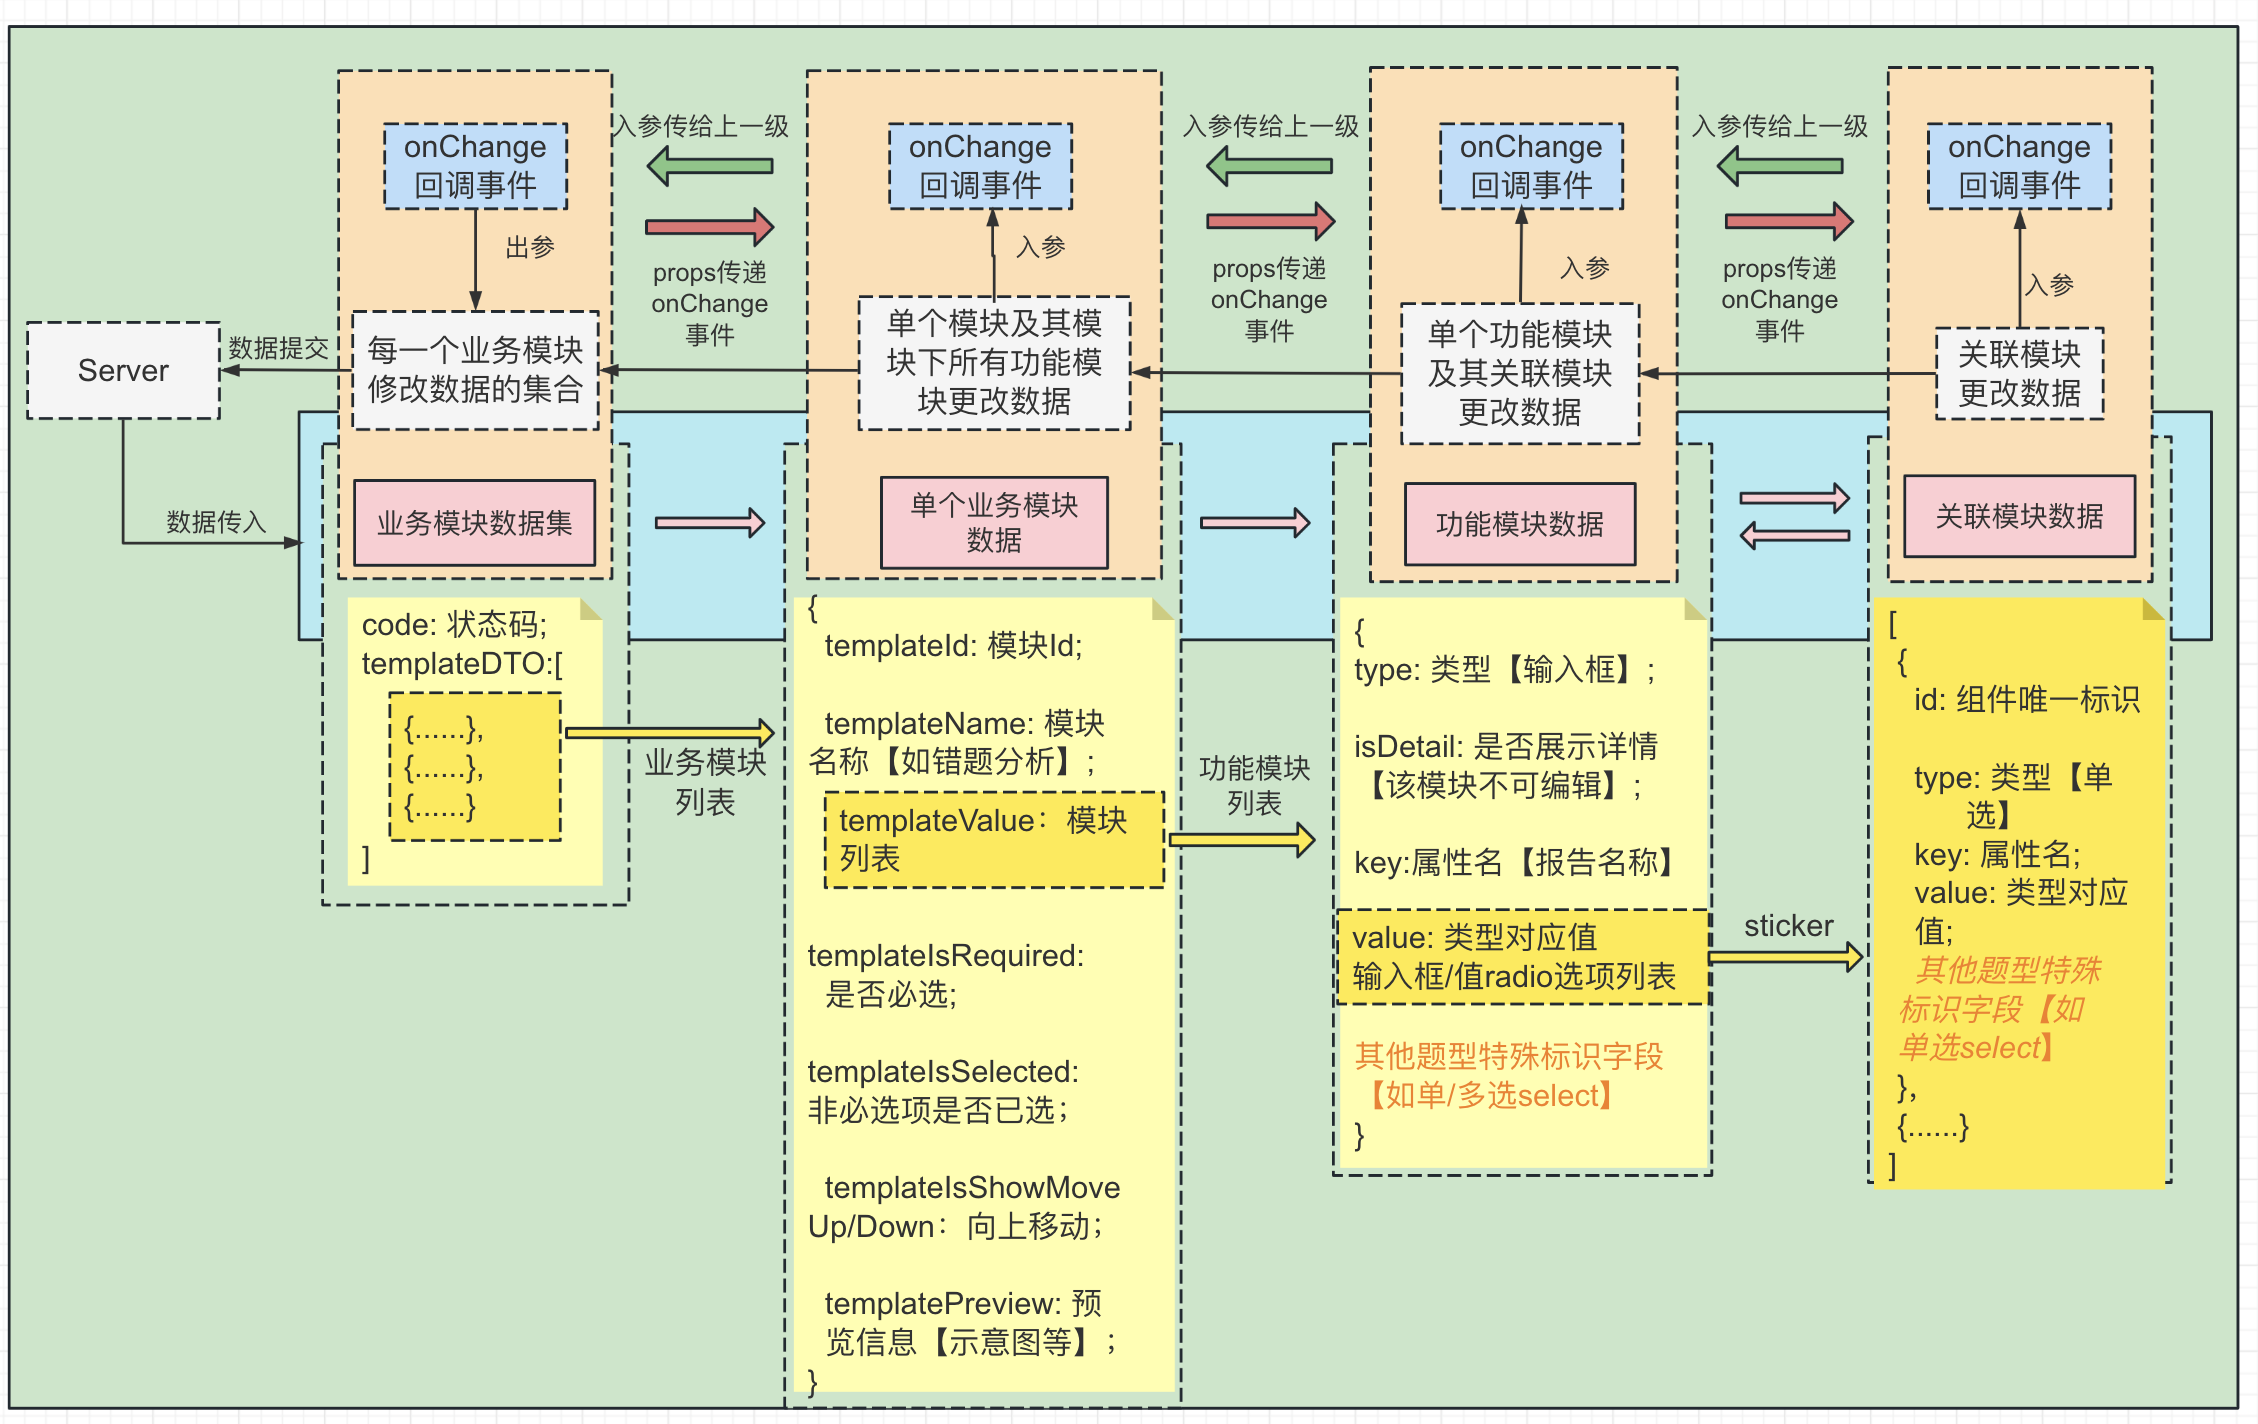 onChange
回调事件
出参
入参传给上一级
props传递
onChange
事件
onChange
回调事件
入参
入参传给上一级
props传递
onChange
事件
onChange
回调事件
入参
入参传给上一级
props传递
onChange
事件
onChange
回调事件
入参
Server
数据提交
数据传入
每一个业务模块
修改数据的集合
单个模块及其模
块下所有功能模
块更改数据
单个功能模块
及其关联模块
更改数据
关联模块
更改数据
业务模块数据集
单个业务模块
数据
功能模块数据
关联模块数据
code: 状态码;
templateDTO:[
{......},
{......},
{......}
]
业务模块
列表
{
templateId: 模块Id;
templateName: 模块
名称【如错题分析】;
templateValue：模块
列表
templateIsRequired:
是否必选;
templateIsSelected:
非必选项是否已选；
templateIsShowMove
Up/Down：向上移动；
templatePreview: 预
览信息【示意图等】；
}
功能模块
列表
{
type: 类型【输入框】;
isDetail: 是否展示详情
【该模块不可编辑】;
key:属性名【报告名称】
value: 类型对应值
输入框/值radio选项列表
其他题型特殊标识字段
【如单/多选select】
}
sticker
[
{
id: 组件唯一标识
type: 类型【单
选】
key: 属性名;
value: 类型对应
值;
其他题型特殊
标识字段【如
单选select】
},
{......}
]